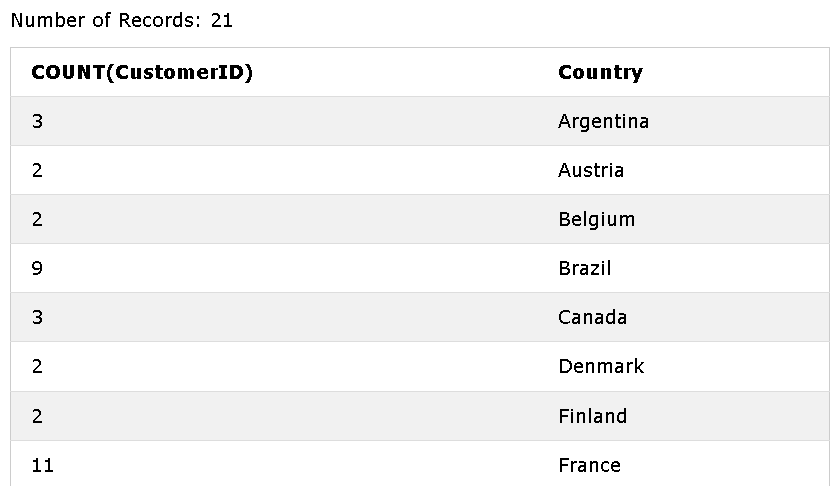 Number of Records: 21
COUNT(CustomerID) Country
3 Argentina
2 Austria
2 Belgium
9 Brazil
3 Canada
2 Denmark
2 Finland
11 France